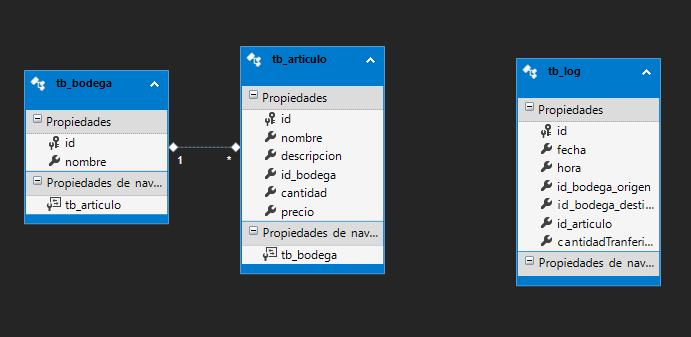 tb_bodega
Propiedades
id
nombre
Propiedades de nav...
tb_articulo
1
*
tb_articulo
Propiedades
id
nombre
descripcion
id_bodega
cantidad
precio
Propiedades de nav...
tb_bodega
tb_log
Propiedades
id
fecha
hora
id_bodega_origen
id_bodega_desti...
id_articulo
cantidadTranferi...
Propiedades de nav...